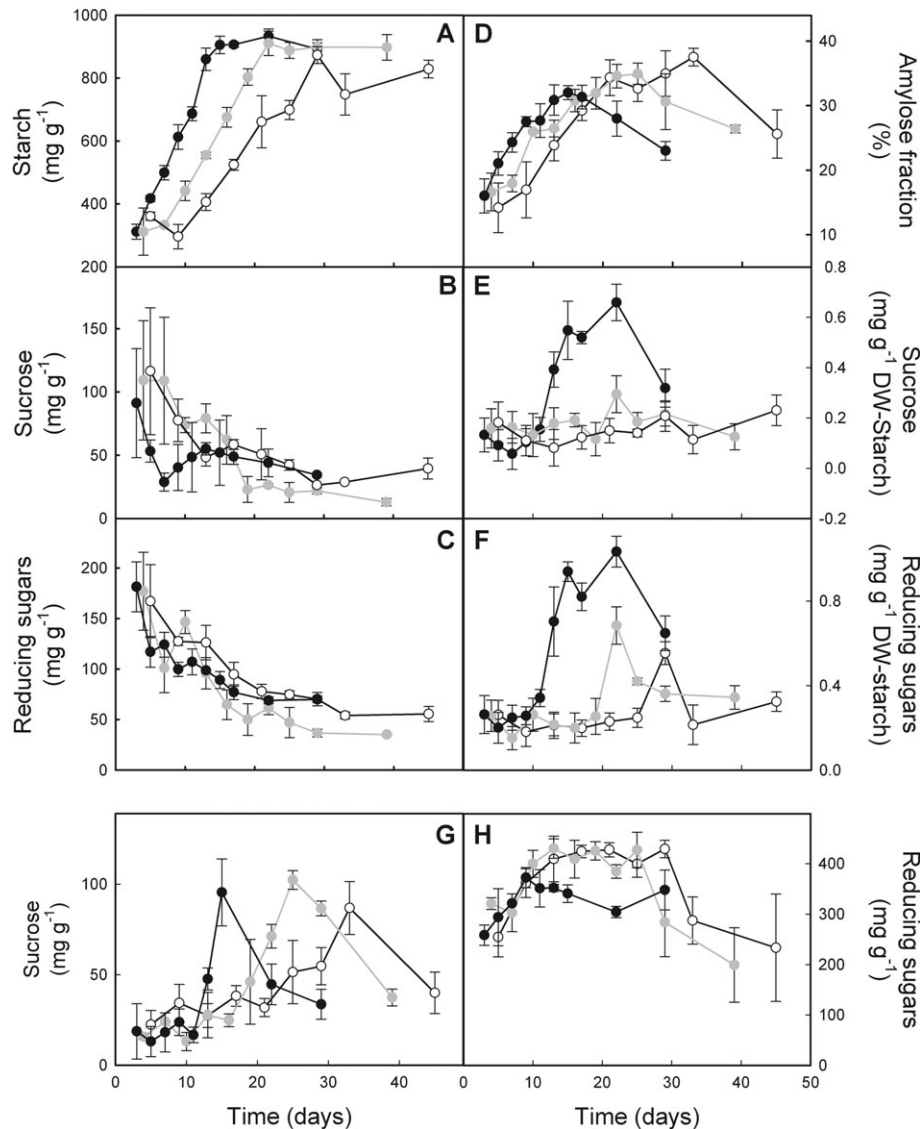 A
1000
800
600
400
200
Starch
(mg g⁻¹)
D
40
30
20
10
Amylose fraction
(%)
B
150
100
50
0
Sucrose
(mg g⁻¹)
E
0.8
0.6
0.4
0.2
0.0
-0.2
Sucrose
(mg g⁻¹ DW-Starch)
C
200
150
100
50
0
Reducing sugars
(mg g⁻¹)
F
0.8
0.4
0.0
Reducing sugars
(mg g⁻¹ DW-starch)
G
100
50
0
Sucrose
(mg g⁻¹)
H
400
300
200
100
0
Reducing sugars
(mg g⁻¹)
0 10 20 30 40
0 10 20 30 40 50
Time (days)
Time (days)